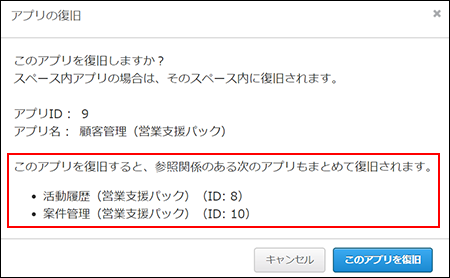 アプリの復旧
×
このアプリを復旧しますか？
スペース内アプリの場合は、そのスペース内に復旧されます。
アプリID： 9
アプリ名： 顧客管理（営業支援パック）
このアプリを復旧すると、参照関係のある次のアプリもまとめて復旧されます。
• 活動履歴（営業支援パック）（ID: 8）
• 案件管理（営業支援パック）（ID: 10）
キャンセル
このアプリを復旧